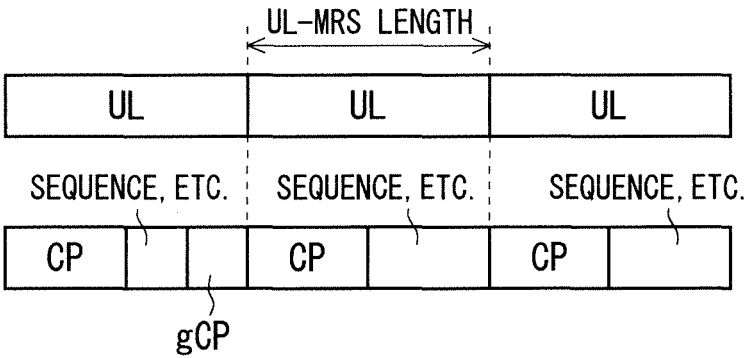 UL-MRS LENGTH
UL UL UL
SEQUENCE, ETC. SEQUENCE, ETC. SEQUENCE, ETC.
CP CP CP
gCP